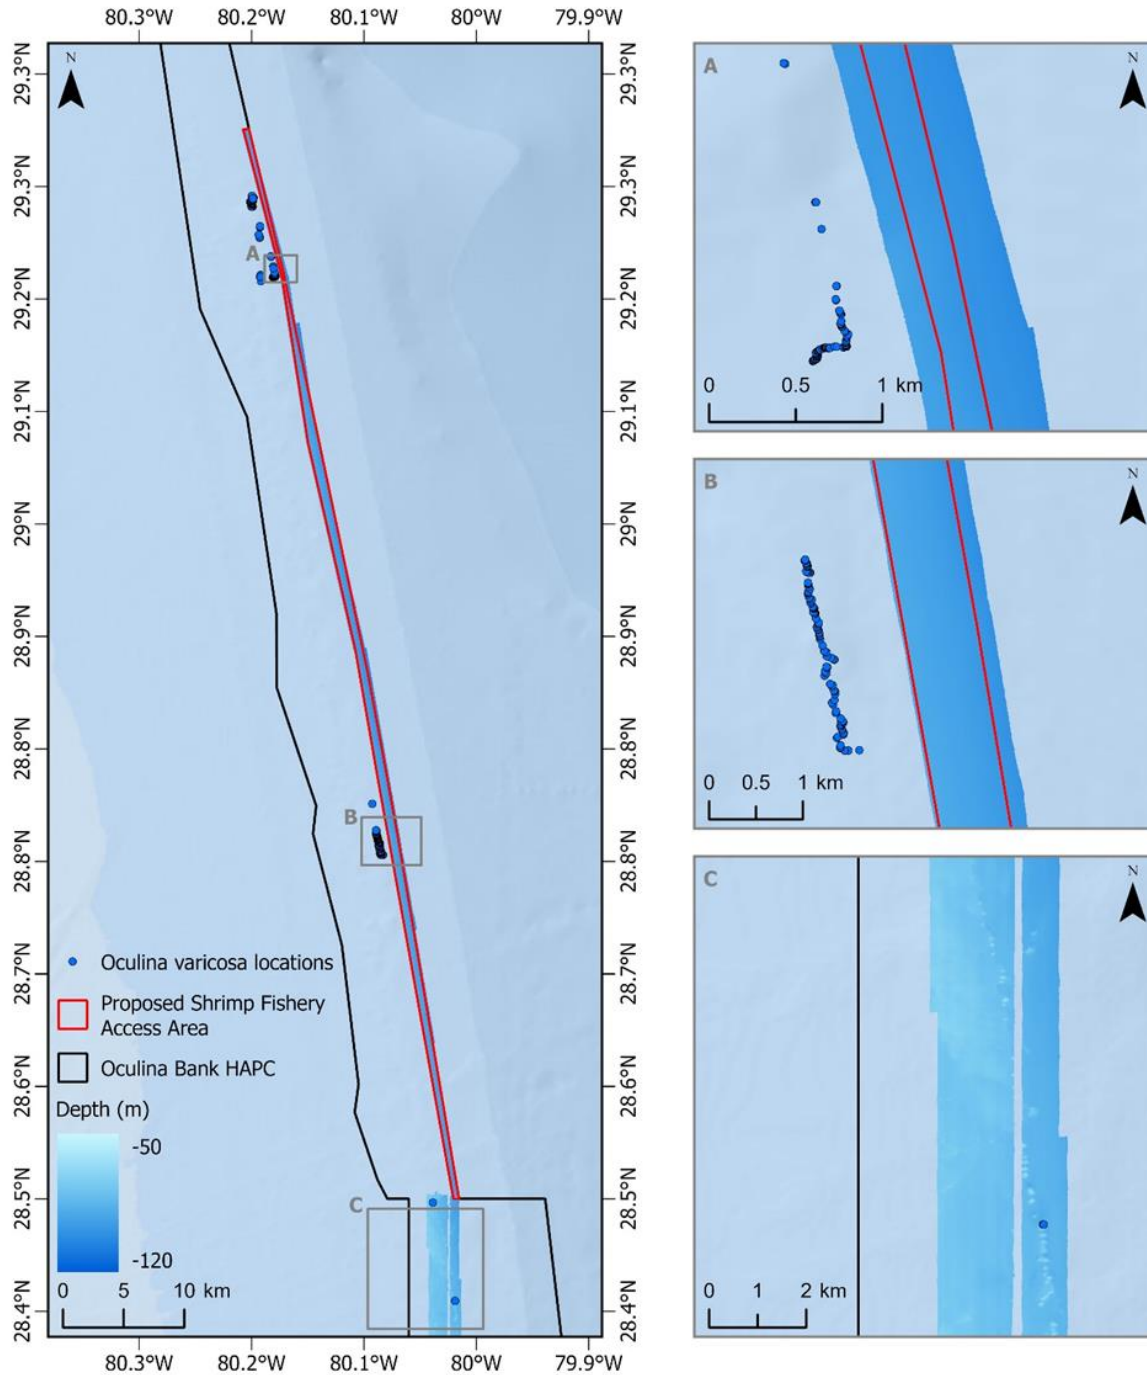 80.3°W 80.2°W 80.1°W 80°W 79.9°W
N
29.3°N 29.3°N
29.3°N 29.3°N
29.2°N 29.2°N
29.1°N 29.1°N
29°N 29°N
28.9°N 28.9°N
28.8°N 28.8°N
28.8°N 28.8°N
28.7°N 28.7°N
28.6°N 28.6°N
28.5°N 28.5°N
28.4°N 28.4°N
A
B
C
Oculina varicosa locations
Proposed Shrimp Fishery
Access Area
Oculina Bank HAPC
Depth (m)
-50
-120
0 5 10 km
80.3°W 80.2°W 80.1°W 80°W 79.9°W
A
N
0 0.5 1 km
B
N
0 0.5 1 km
C
N
0 1 2 km